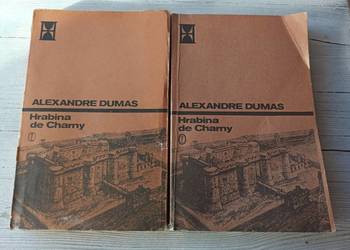 ALEXANDRE DUMAS
Hrabina
de Charny
ALEXANDRE DUMAS
Hrabina
de Charny